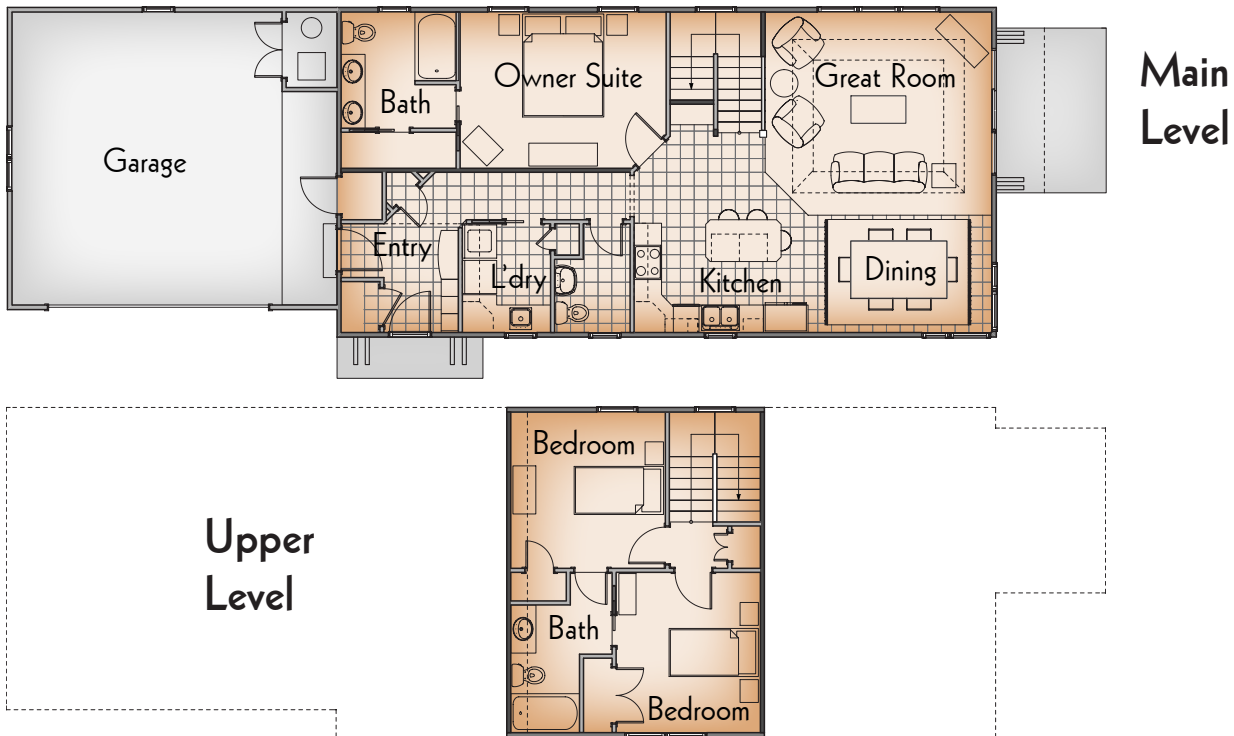 Main
Level
Owner Suite
Great Room
Bath
Garage
Entry
L'dry
Kitchen
Dining
Upper
Level
Bedroom
Bath
Bedroom